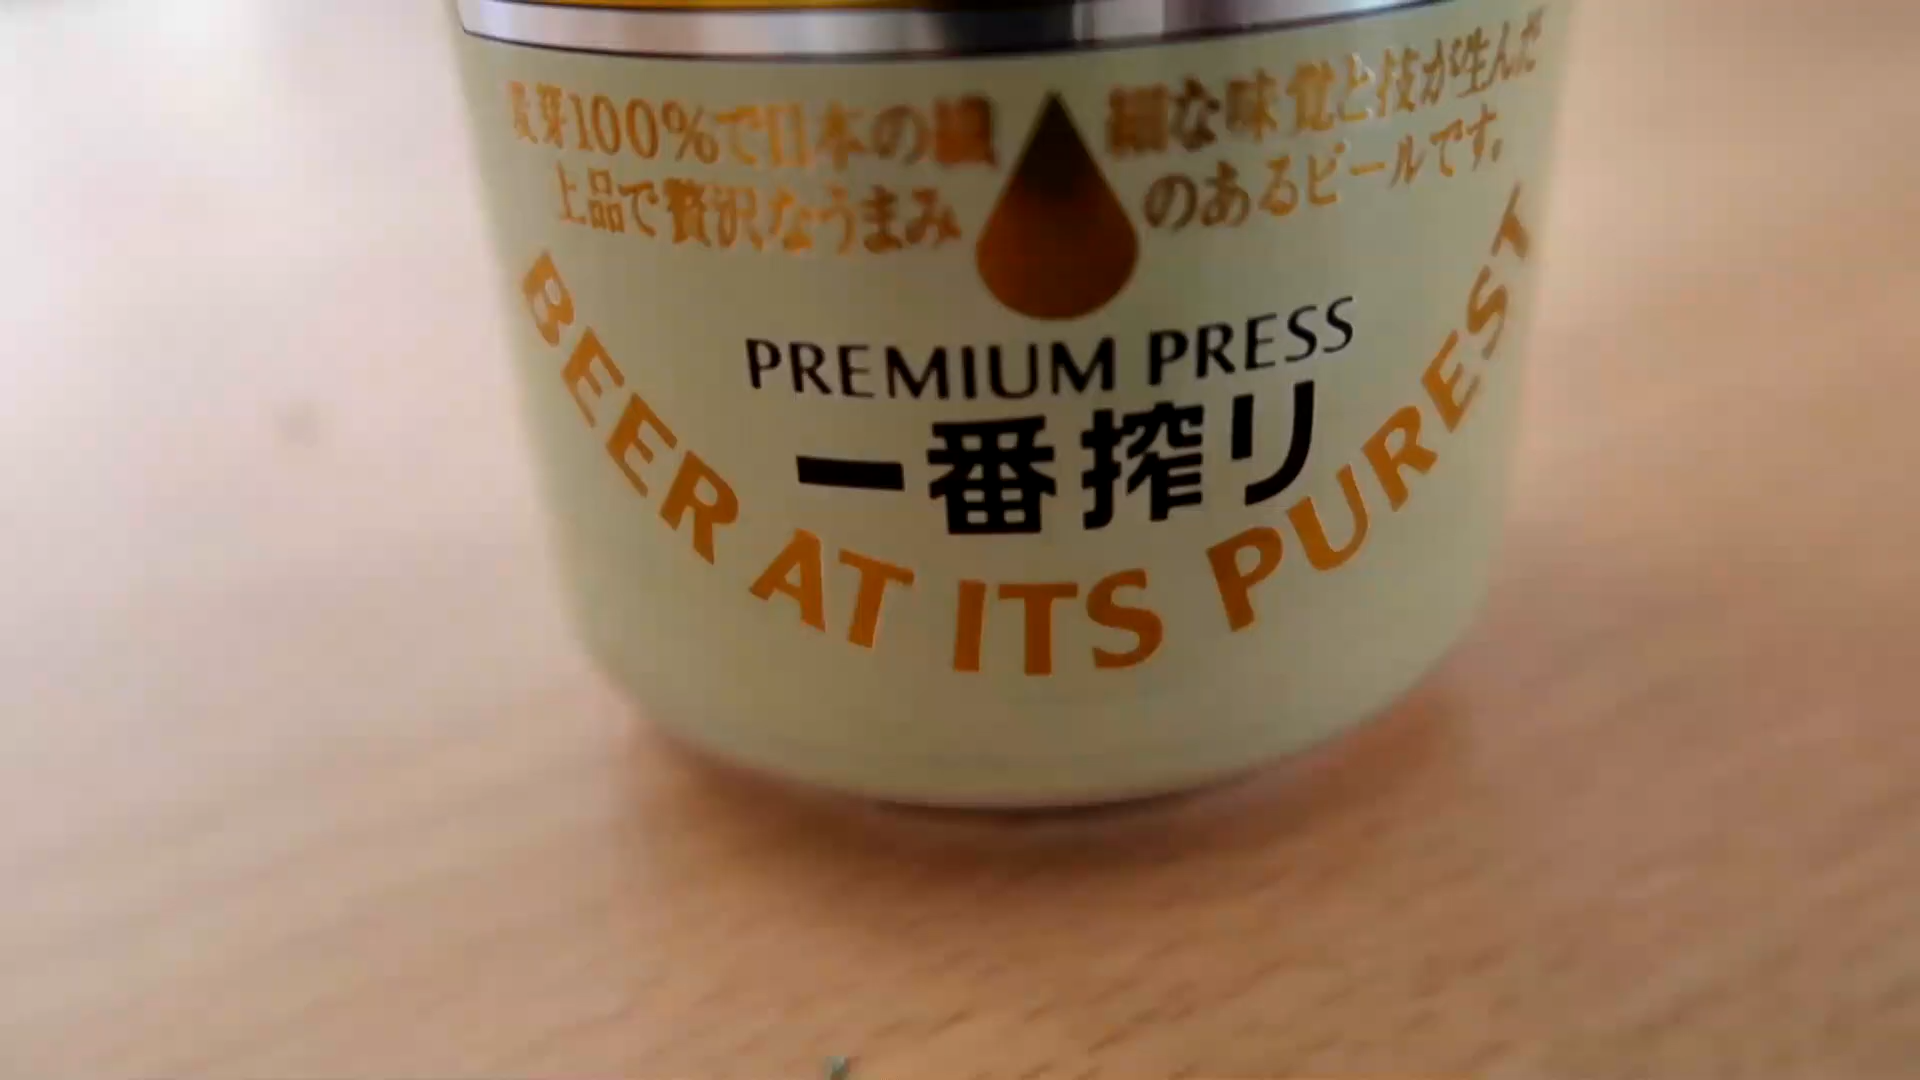 麦芽100%で日本の繊細な味覚と技が生んだ
上品で贅沢なうまみのあるビールです。
PREMIUM PRESS
一番搾り
BEER AT ITS PUREST